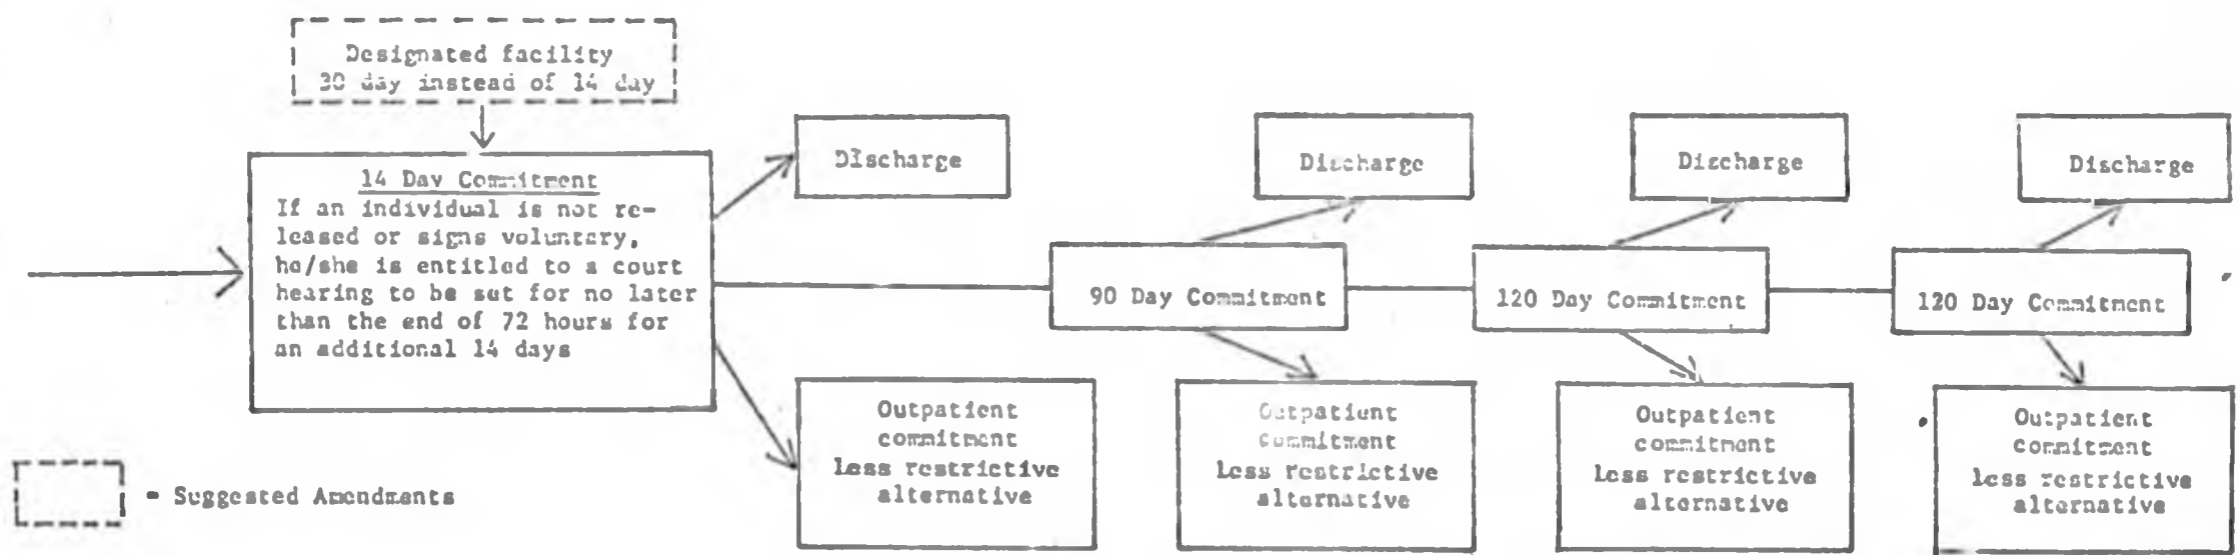 Designated facility
30 day instead of 14 day
14 Day Commitment
If an individual is not re-
leased or signs voluntary,
he/she is entitled to a court
hearing to be set for no later
than the end of 72 hours for
an additional 14 days
Discharge
Discharge
Discharge
Discharge
90 Day Commitment
120 Day Commitment
120 Day Commitment
Outpatient
commitment
Less restrictive
alternative
Outpatient
commitment
Less restrictive
alternative
Outpatient
commitment
Less restrictive
alternative
Outpatient
commitment
Less restrictive
alternative
= Suggested Amendments